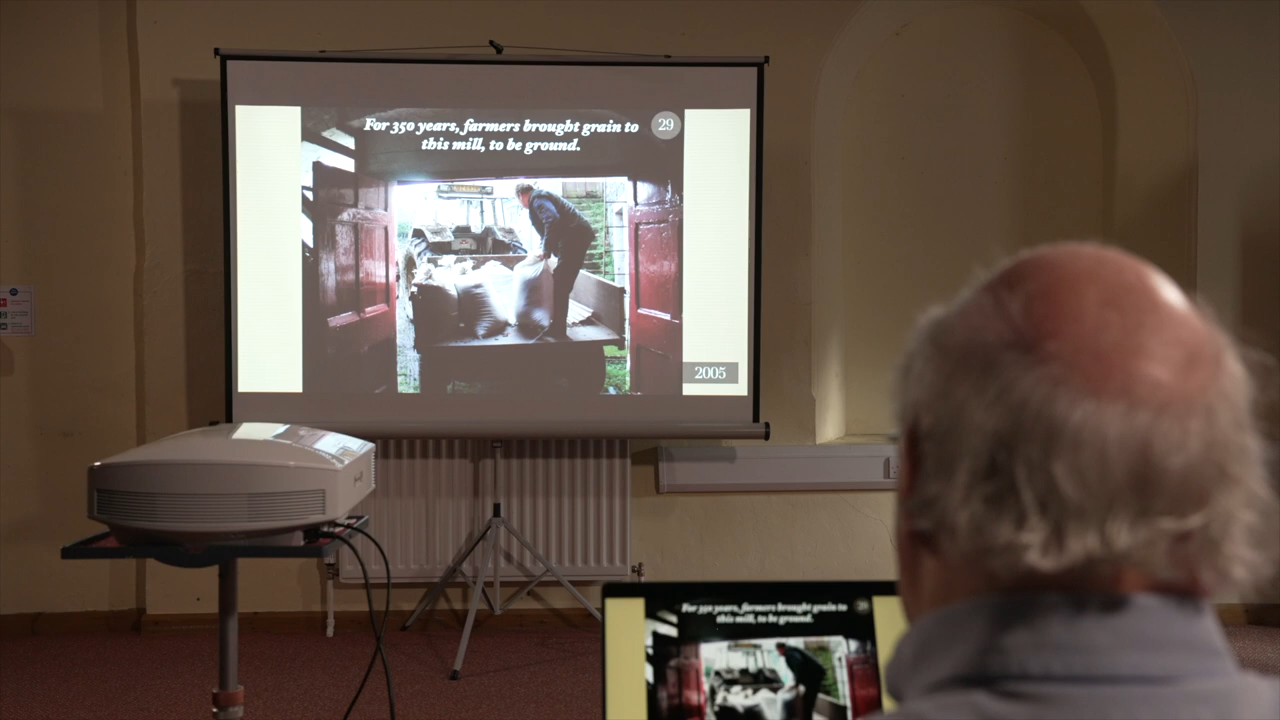 For 350 years, farmers brought grain to
this mill, to be ground.
29
2005
For 350 years, farmers brought grain to
this mill, to be ground.
29